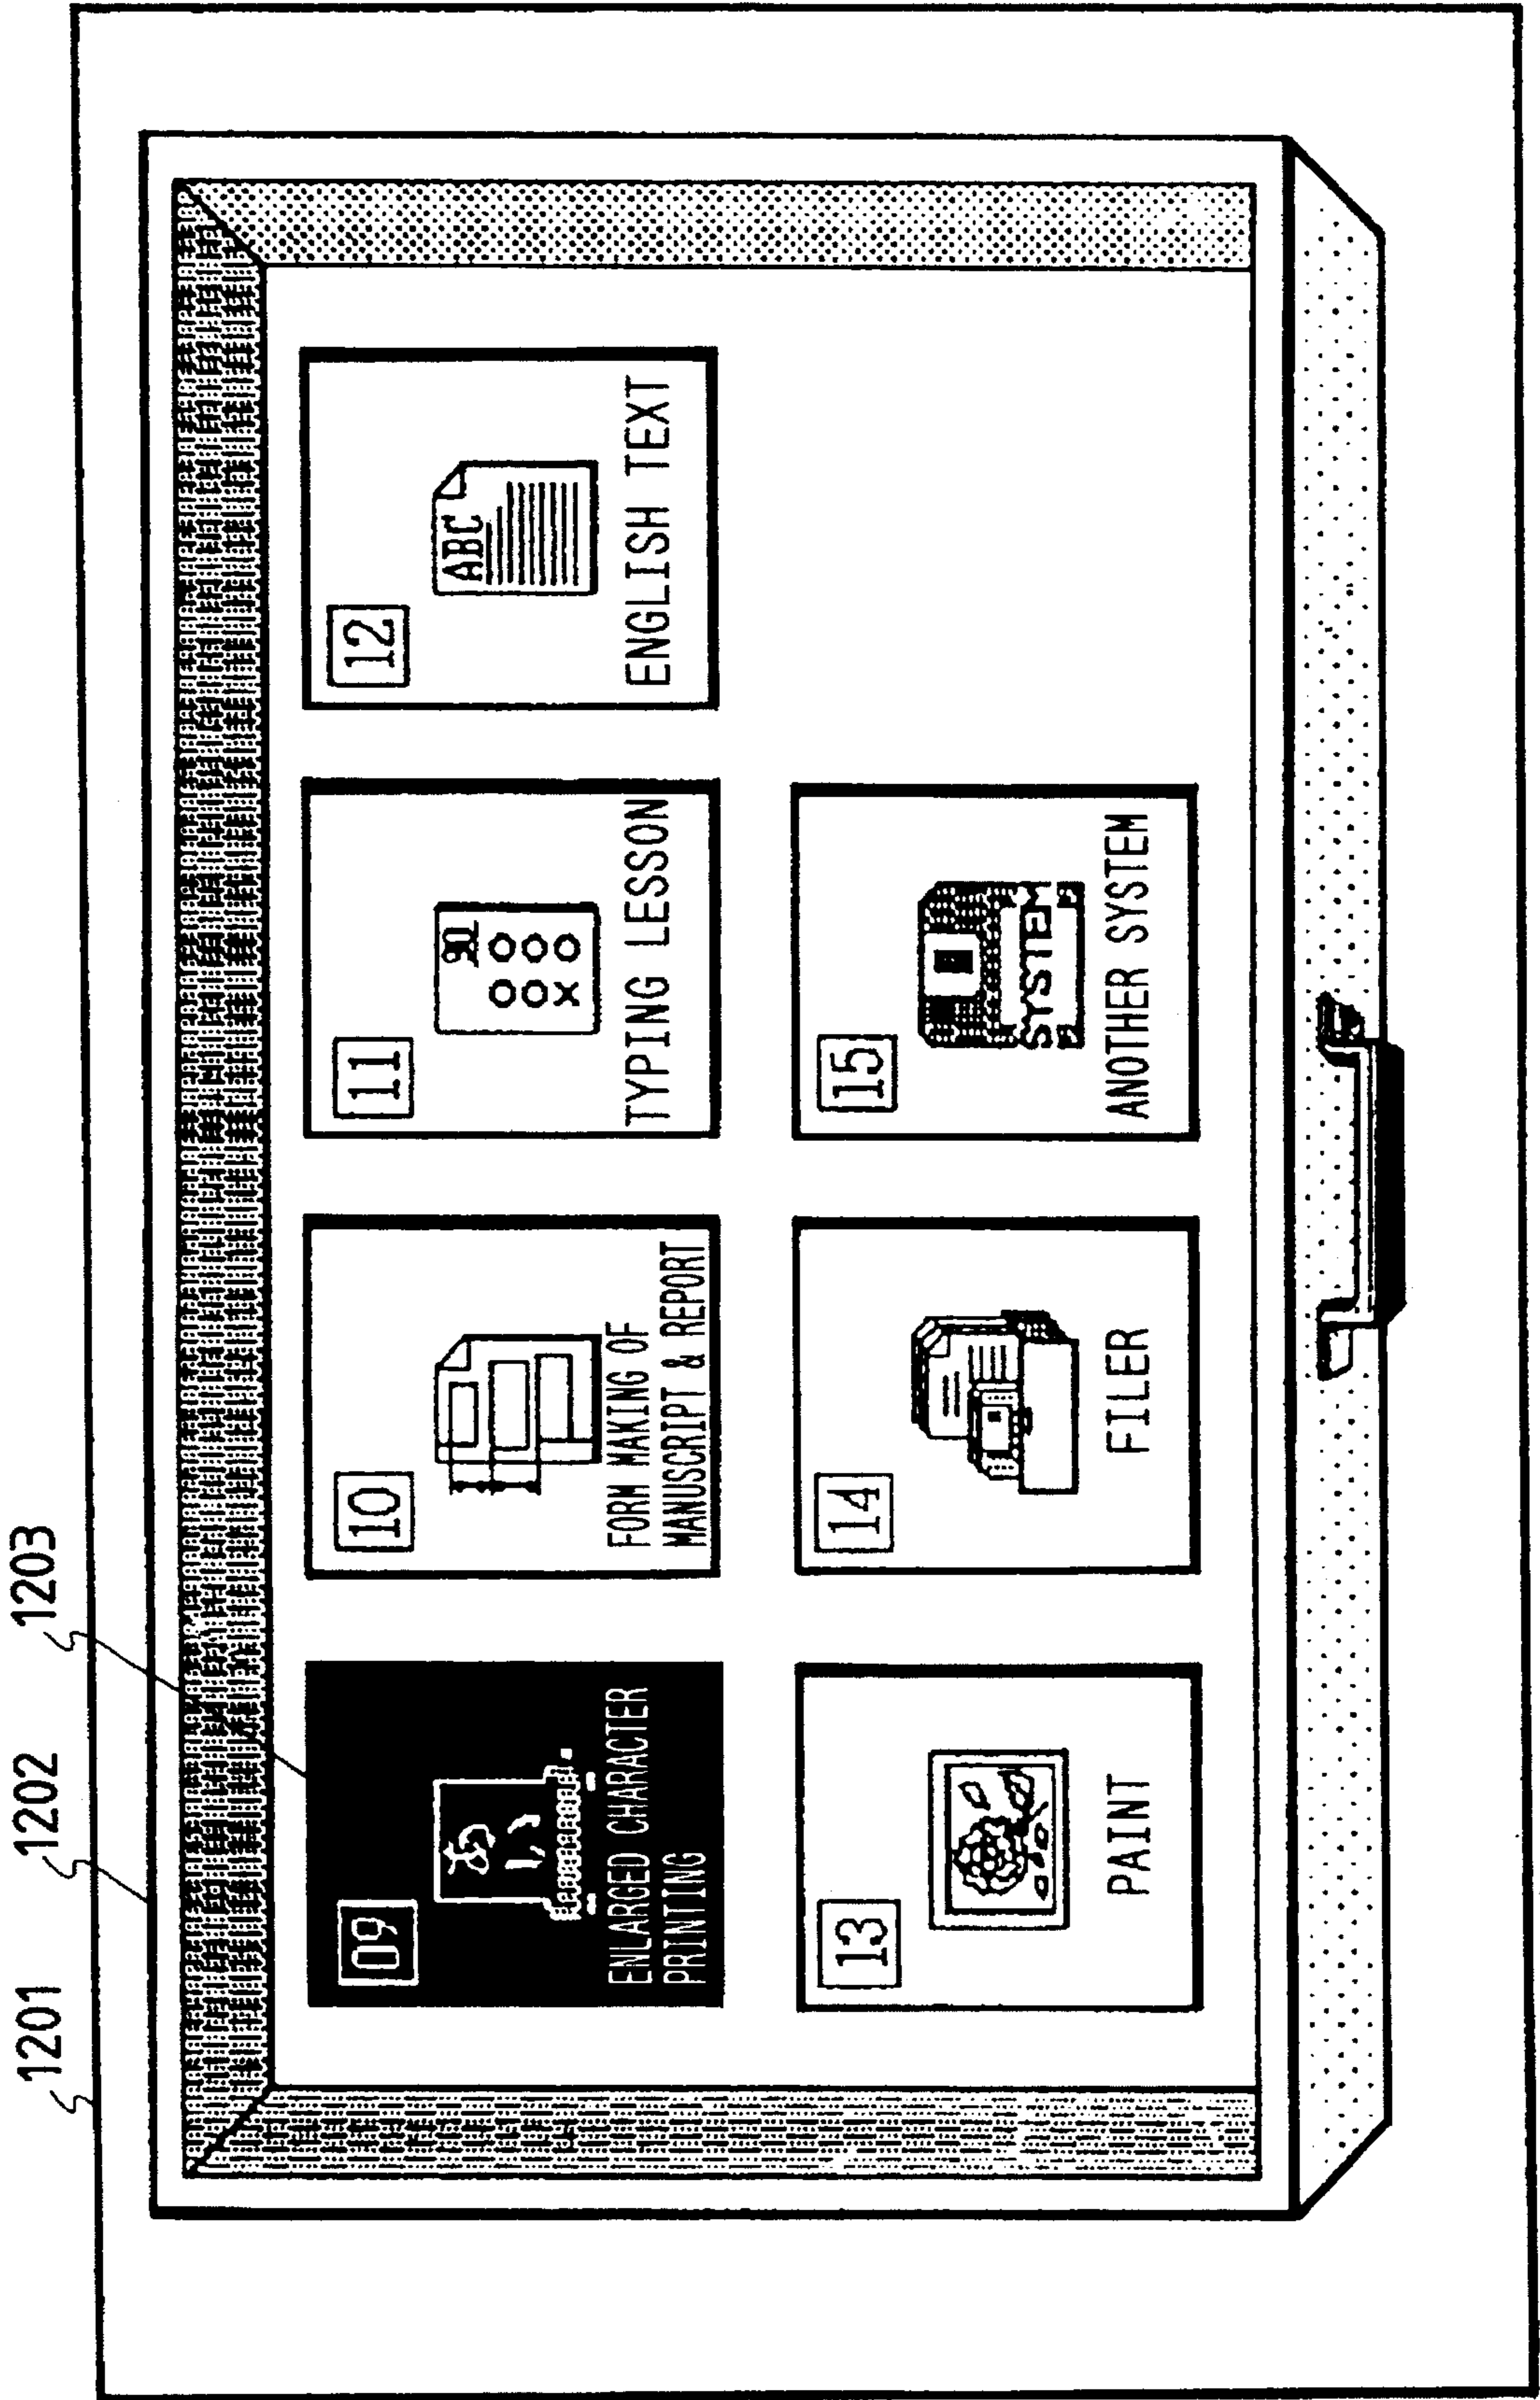 1201
1202
1203
09
ENLARGED CHARACTER
PRINTING
10
FORM MAKING OF
MANUSCRIPT & REPORT
11
90
TYPING LESSON
12
ABC
ENGLISH TEXT
13
PAINT
14
FILER
15
SYSTEM
ANOTHER SYSTEM